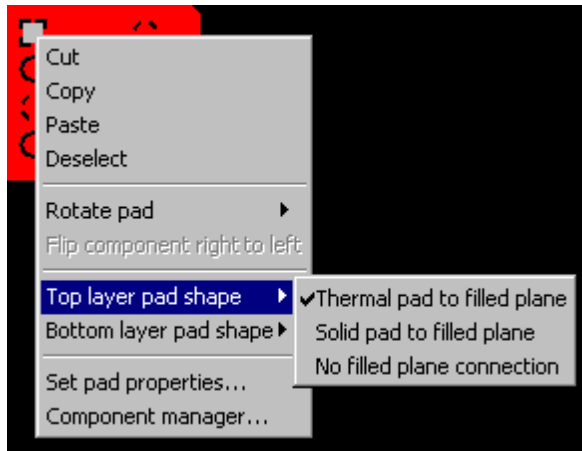 Cut
Copy
Paste
Deselect
Rotate pad
Flip component right to left
Top layer pad shape
Bottom layer pad shape
Set pad properties...
Component manager...
Thermal pad to filled plane
Solid pad to filled plane
No filled plane connection